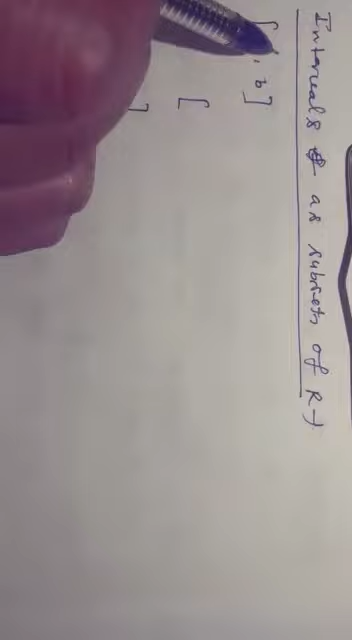 Intervals as subsets of R →
[ , b]
[
]